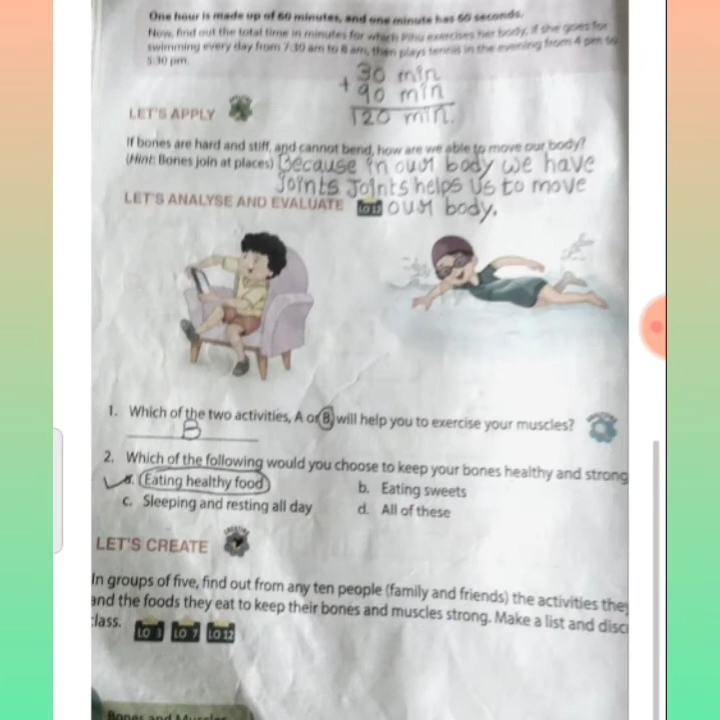 One hour is made up of 60 minutes, and one minute has 60 seconds.
Now, find out the total time in minutes for which Pihu exercises her body, if she goes for
swimming every day from 7:30 am to 8 am, then plays tennis in the evening from 4 pm to
5:30 pm.
30 min
+ 90 min
120 min.
LET'S APPLY
If bones are hard and stiff, and cannot bend, how are we able to move our body?
(Hint: Bones join at places) Because in our body we have
joints Joints helps us to move
LET'S ANALYSE AND EVALUATE LO 12 our body.
1. Which of the two activities, A or B, will help you to exercise your muscles?
B
2. Which of the following would you choose to keep your bones healthy and strong
a. Eating healthy food b. Eating sweets
c. Sleeping and resting all day d. All of these
LET'S CREATE
In groups of five, find out from any ten people (family and friends) the activities they
and the foods they eat to keep their bones and muscles strong. Make a list and disc
class. LO 3 LO 7 LO 12
Bones and Muscles